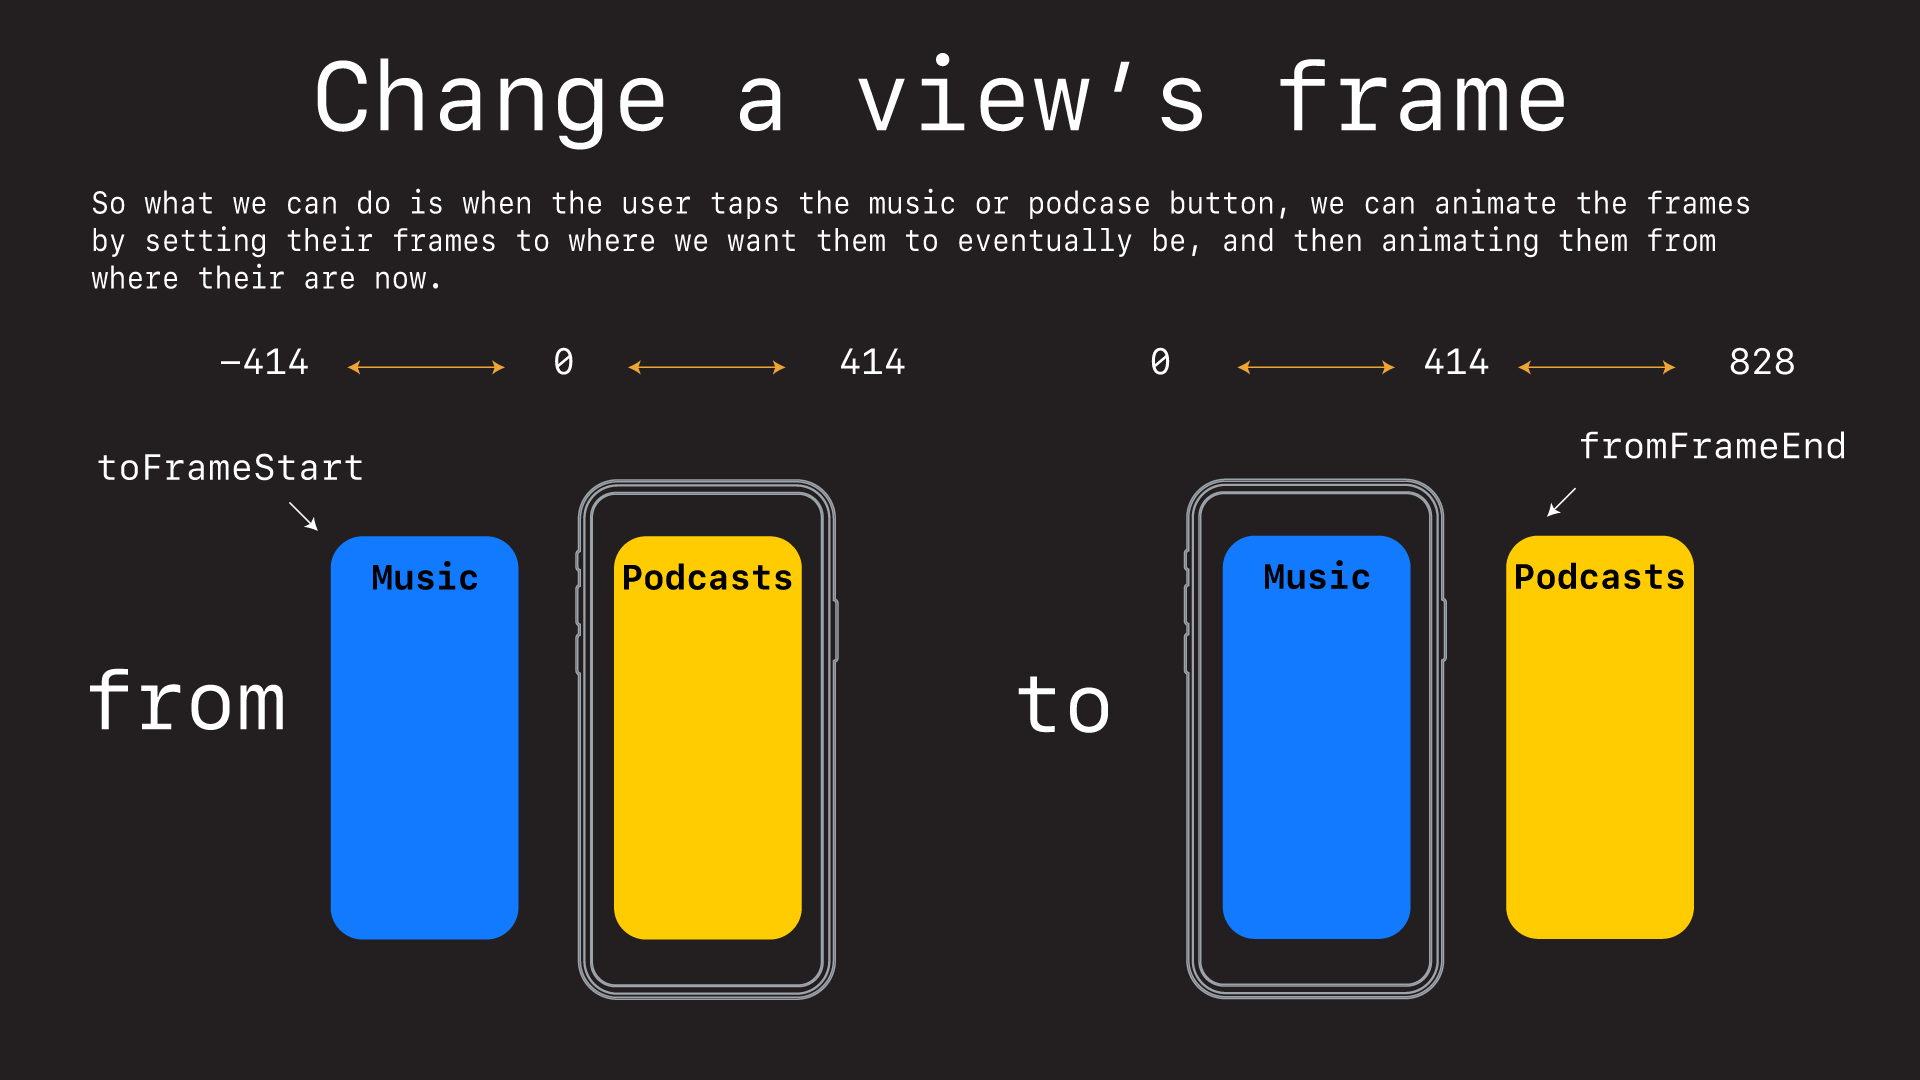 Change a view‘s frame
So what we can do is when the user taps the music or podcase button, we can animate the frames
by setting their frames to where we want them to eventually be, and then animating them from
where their are now.
–414 0 414 0 414 828
fromFrameEnd
toFrameStart
Music Podcasts Music Podcasts
from to